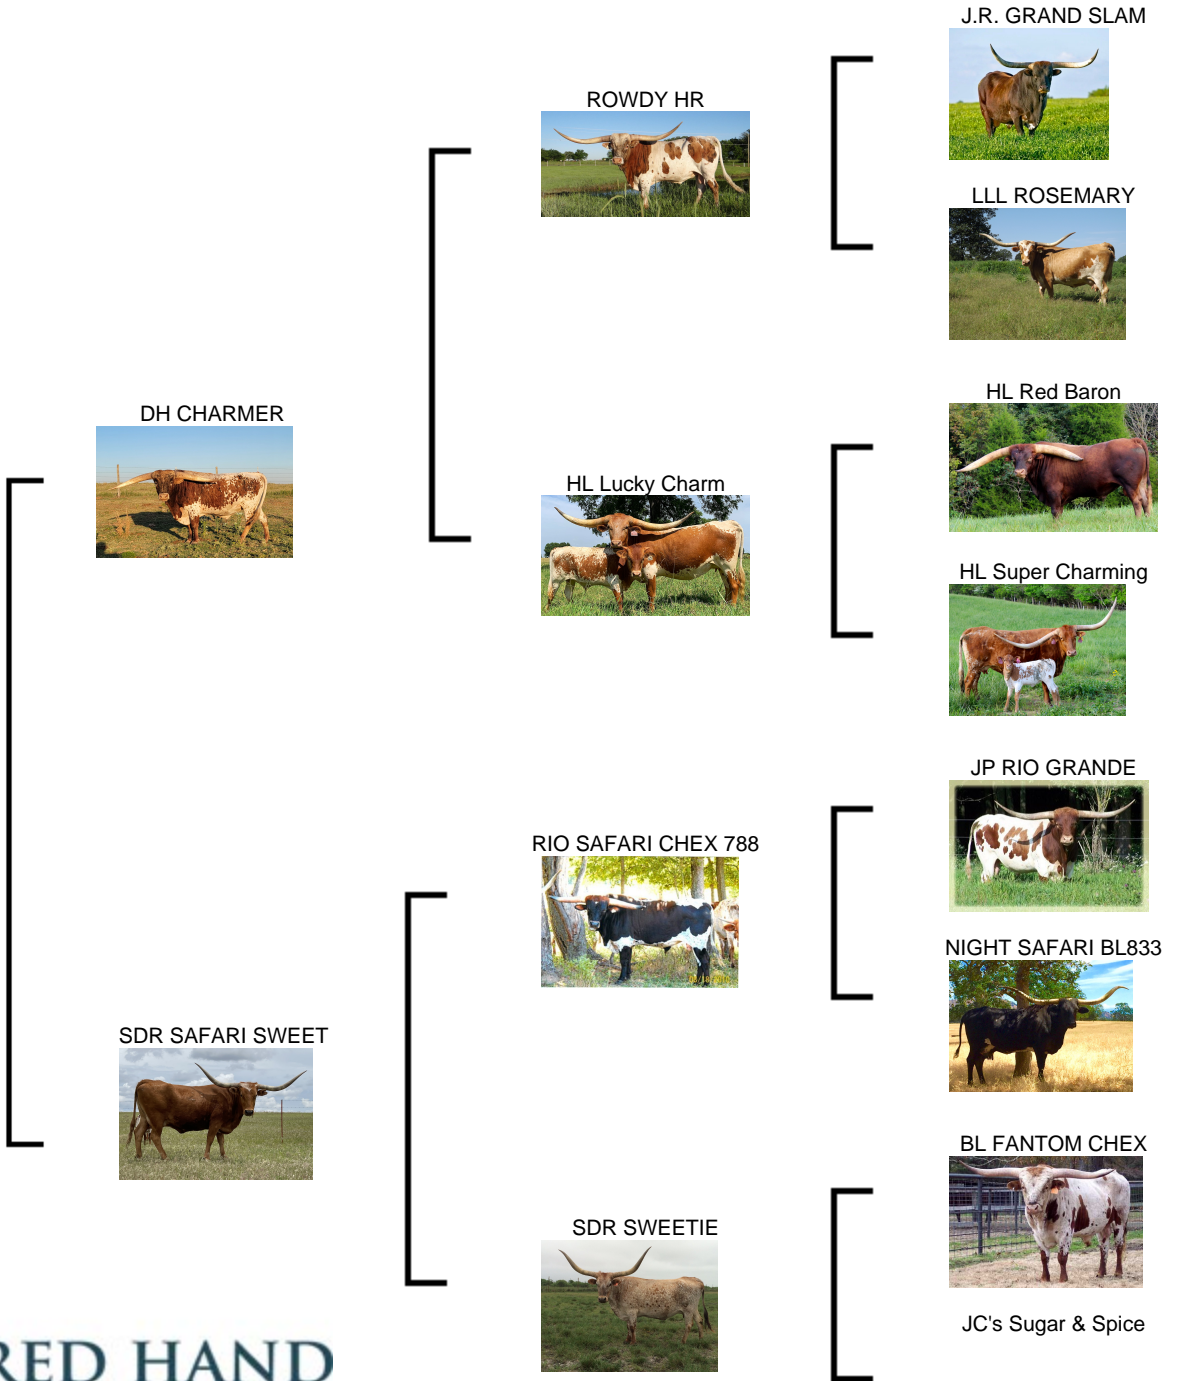 J.R. GRAND SLAM
ROWDY HR
LLL ROSEMARY
HL Red Baron
DH CHARMER
HL Lucky Charm
HL Super Charming
JP RIO GRANDE
RIO SAFARI CHEX 788
NIGHT SAFARI BL833
SDR SAFARI SWEET
BL FANTOM CHEX
SDR SWEETIE
JC's Sugar & Spice
RED HAND